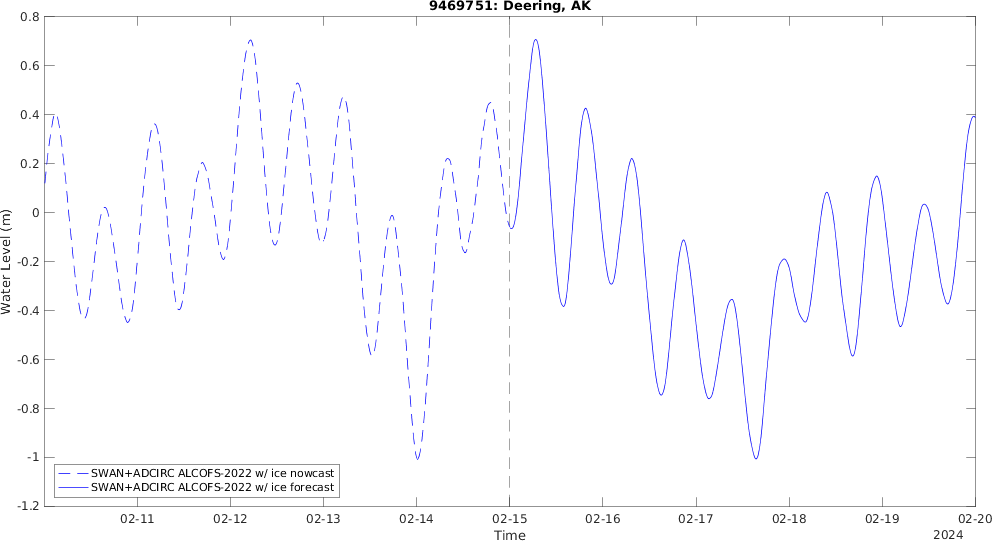 9469751: Deering, AK
0.8
0.6
0.4
0.2
0
-0.2
-0.4
-0.6
-0.8
-1
-1.2
Water Level (m)
SWAN+ADCIRC ALCOFS-2022 w/ ice nowcast
SWAN+ADCIRC ALCOFS-2022 w/ ice forecast
02-11 02-12 02-13 02-14 02-15 02-16 02-17 02-18 02-19 02-20
Time
2024